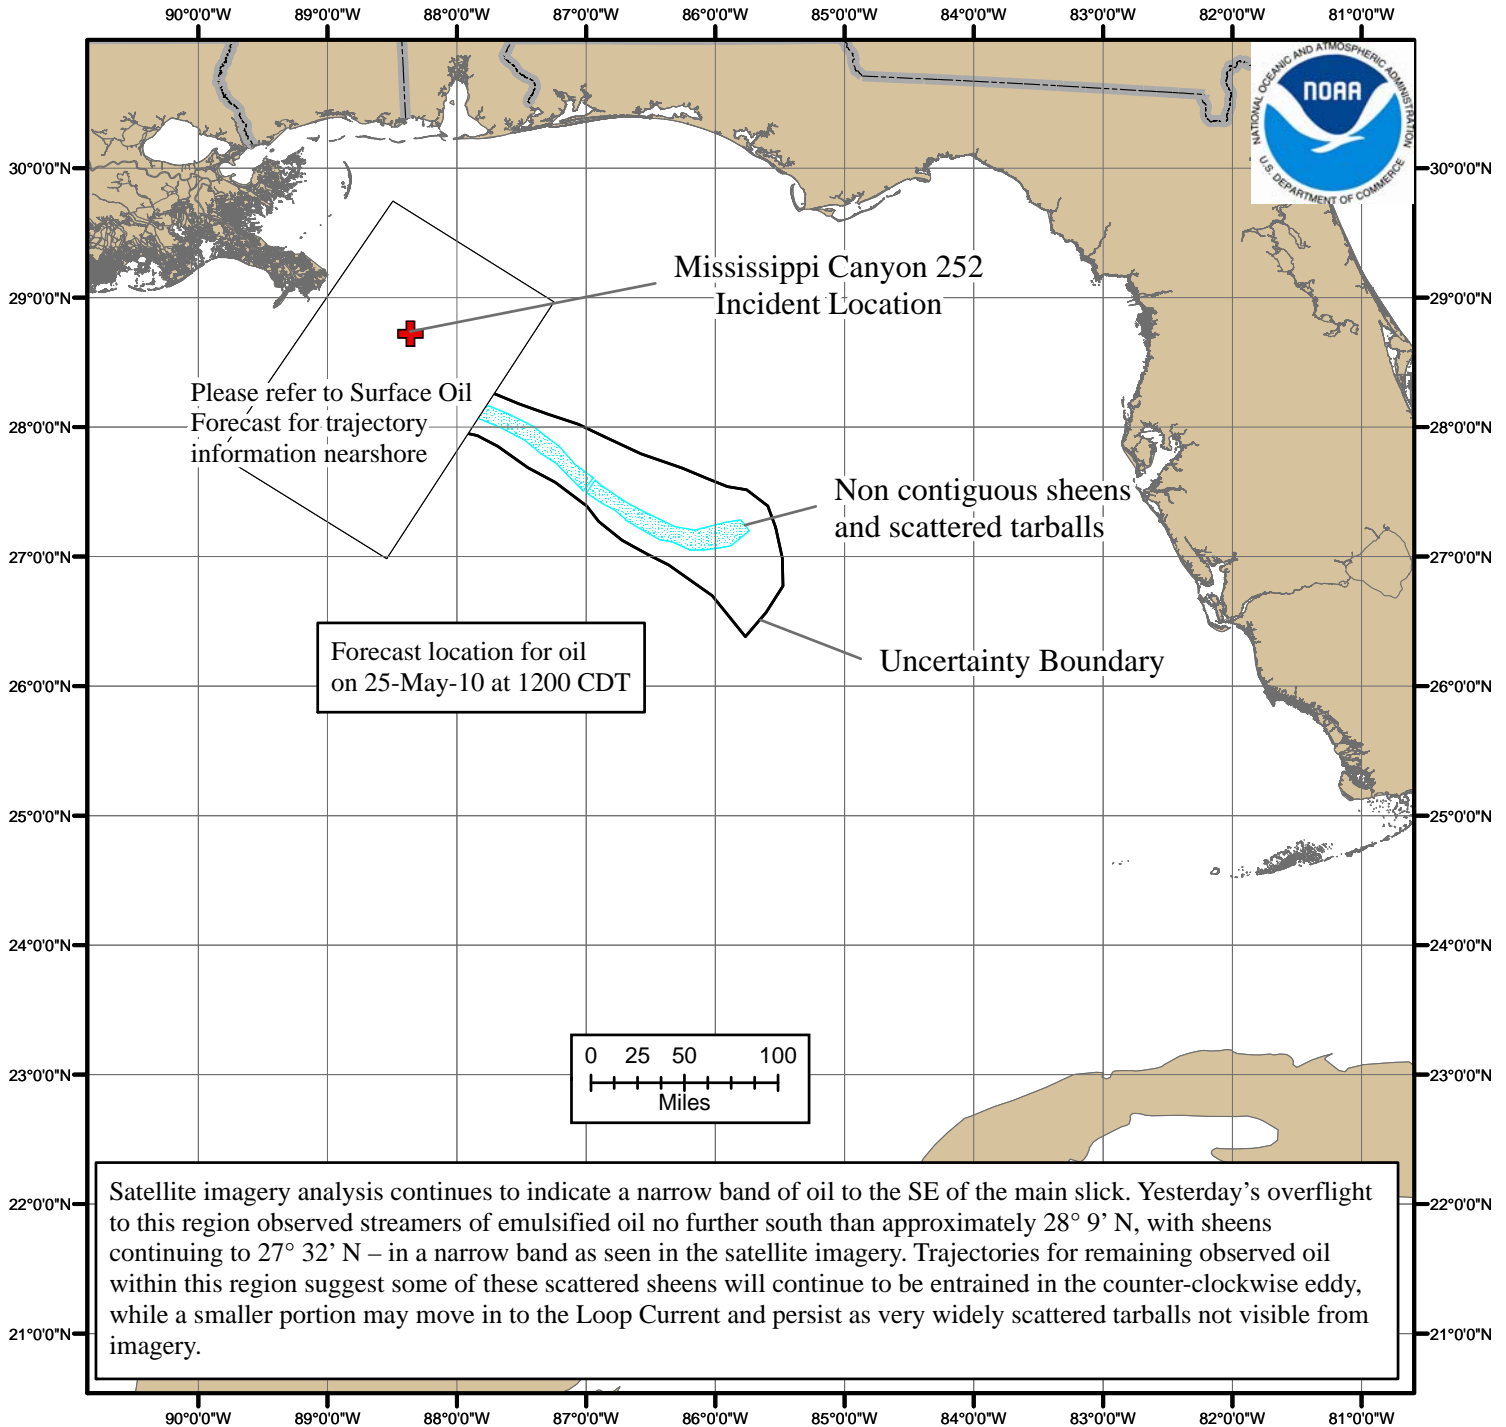 90°0'0"W 89°0'0"W 88°0'0"W 87°0'0"W 86°0'0"W 85°0'0"W 84°0'0"W 83°0'0"W 82°0'0"W 81°0'0"W
NATIONAL OCEANIC AND ATMOSPHERIC ADMINISTRATION
NOAA
U.S. DEPARTMENT OF COMMERCE
30°0'0"N 30°0'0"N
Mississippi Canyon 252
Incident Location
29°0'0"N 29°0'0"N
Please refer to Surface Oil
Forecast for trajectory
information nearshore
28°0'0"N 28°0'0"N
Non contiguous sheens
and scattered tarballs
27°0'0"N 27°0'0"N
Forecast location for oil
on 25-May-10 at 1200 CDT
Uncertainty Boundary
26°0'0"N 26°0'0"N
25°0'0"N 25°0'0"N
24°0'0"N 24°0'0"N
0 25 50 100
Miles
23°0'0"N 23°0'0"N
Satellite imagery analysis continues to indicate a narrow band of oil to the SE of the main slick. Yesterday’s overflight
to this region observed streamers of emulsified oil no further south than approximately 28° 9’ N, with sheens
continuing to 27° 32’ N – in a narrow band as seen in the satellite imagery. Trajectories for remaining observed oil
within this region suggest some of these scattered sheens will continue to be entrained in the counter-clockwise eddy,
while a smaller portion may move in to the Loop Current and persist as very widely scattered tarballs not visible from
imagery.
22°0'0"N 22°0'0"N
21°0'0"N 21°0'0"N
90°0'0"W 89°0'0"W 88°0'0"W 87°0'0"W 86°0'0"W 85°0'0"W 84°0'0"W 83°0'0"W 82°0'0"W 81°0'0"W